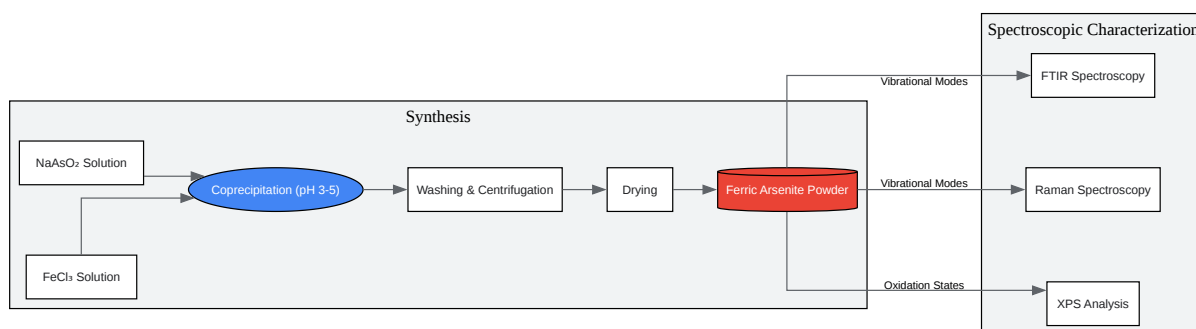 Spectroscopic Characterization
FTIR Spectroscopy
Vibrational Modes
Synthesis
NaAsO₂ Solution
Coprecipitation (pH 3-5)
Washing & Centrifugation
Drying
Ferric Arsenite Powder
Vibrational Modes
Raman Spectroscopy
FeCl₃ Solution
Oxidation States
XPS Analysis